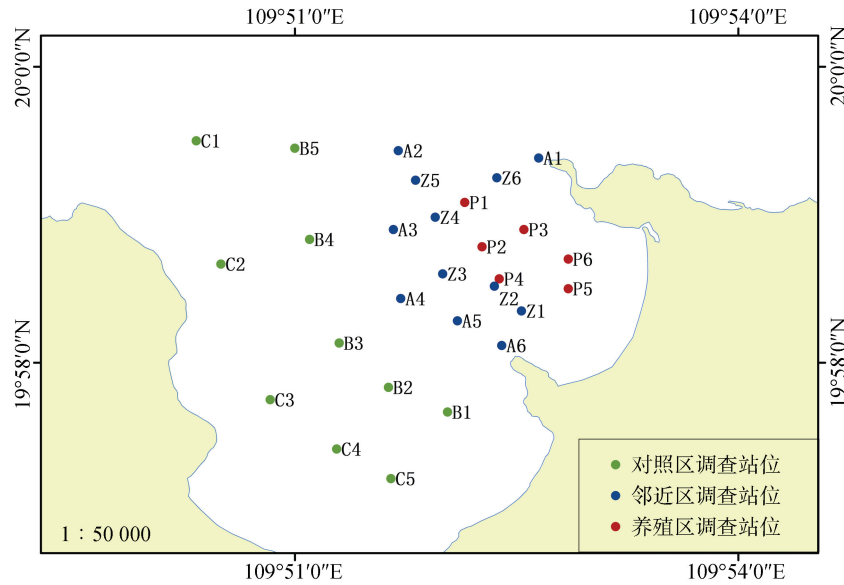 109°51′0″E
109°54′0″E
20°0′0″N
20°0′0″N
C1
B5
A2
A1
Z5
Z6
P1
Z4
A3
P3
B4
P2
P6
C2
Z3
P4
P5
Z2
A4
Z1
A5
B3
A6
19°58′0″N
19°58′0″N
B2
C3
B1
C4
C5
对照区调查站位
邻近区调查站位
养殖区调查站位
1∶50 000
109°51′0″E
109°54′0″E